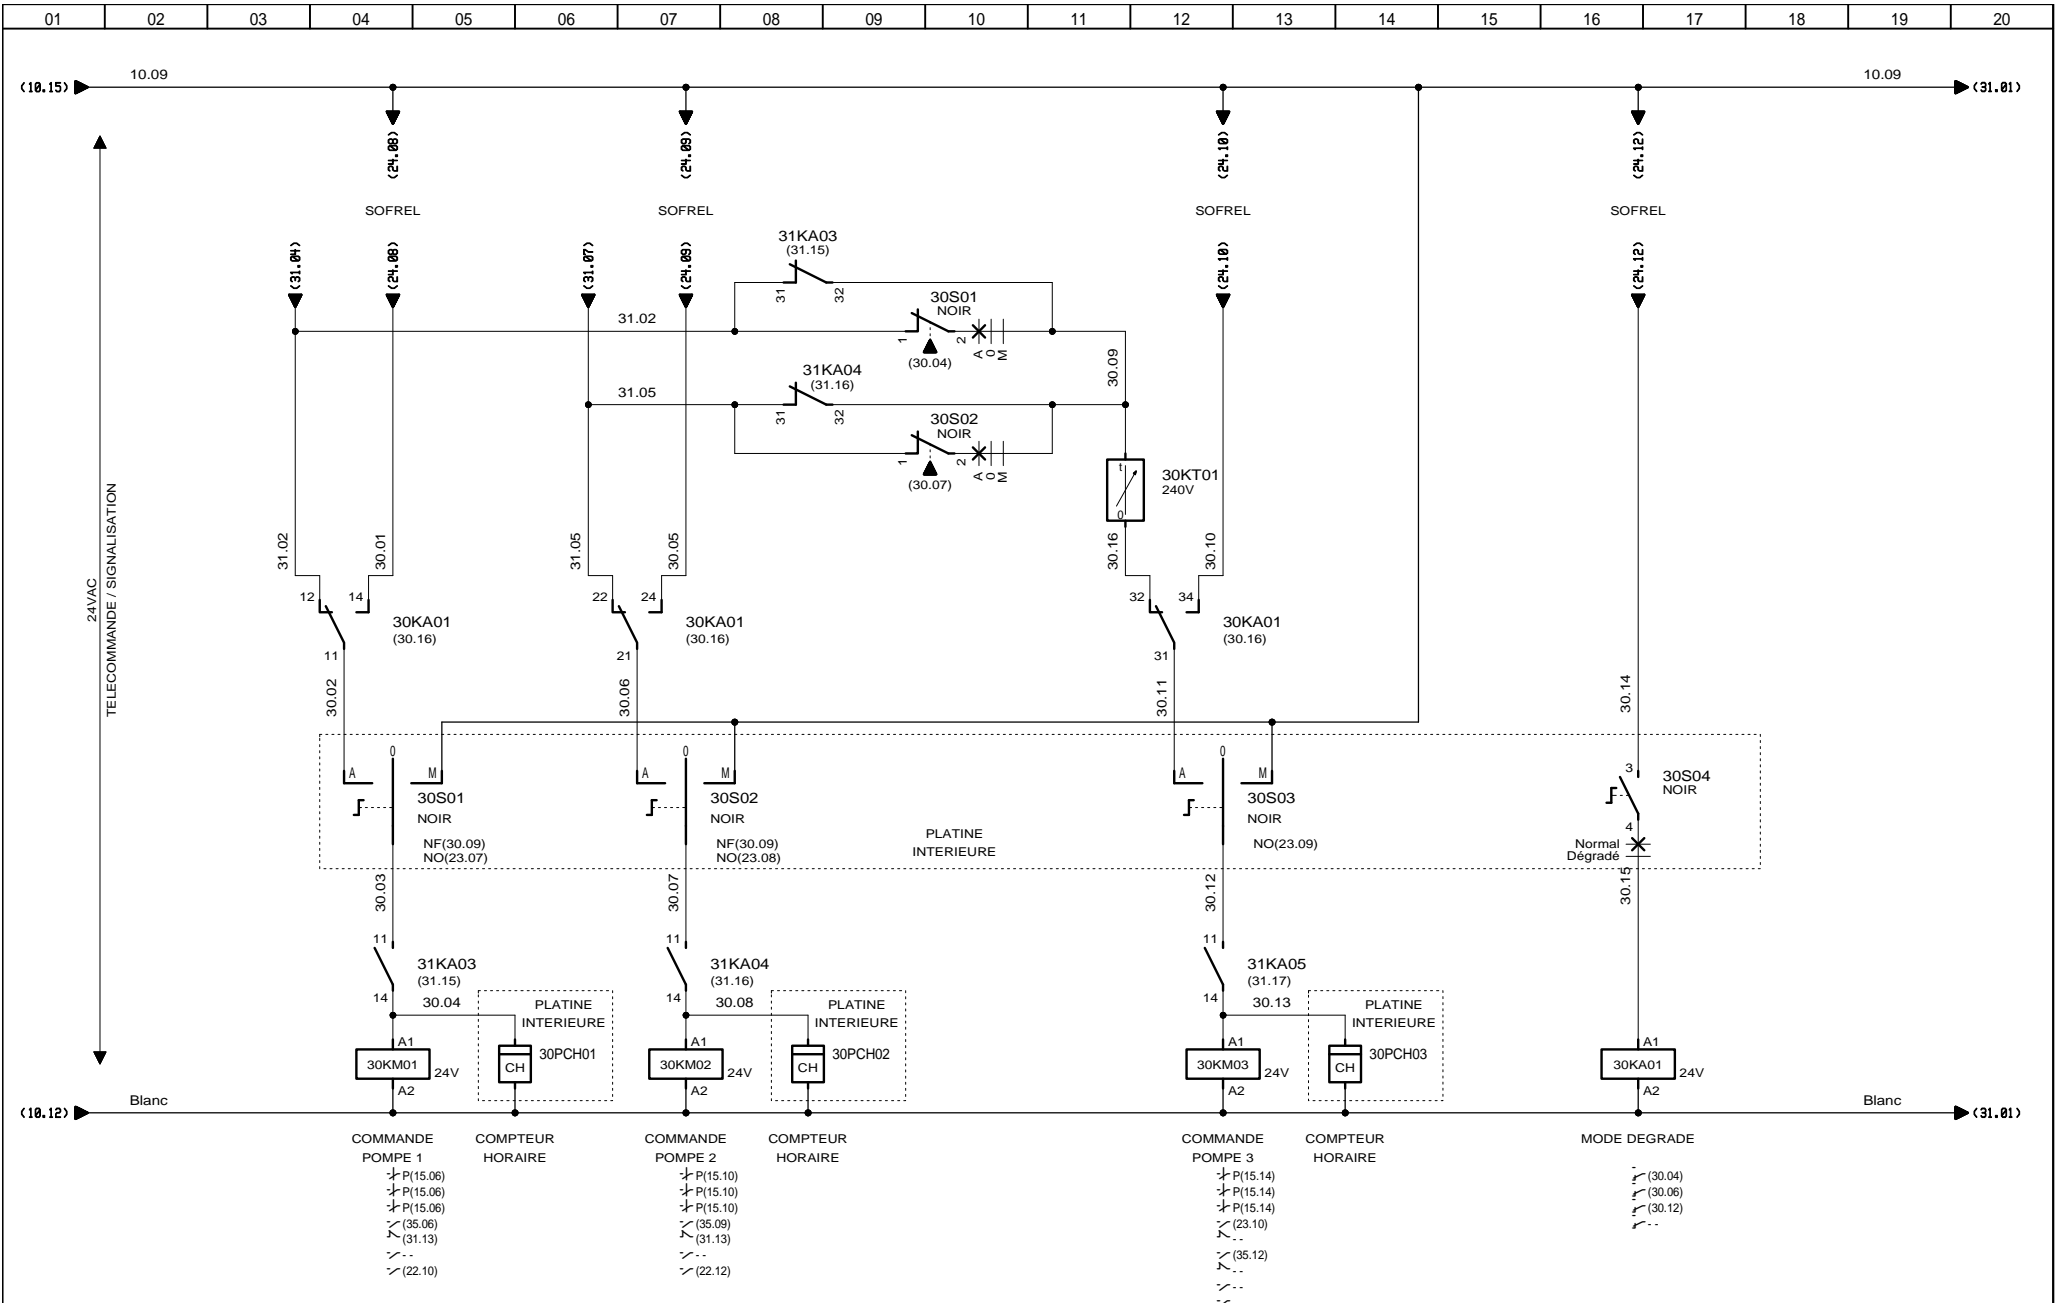 01 02 03 04 05 06 07 08 09 10 11 12 13 14 15 16 17 18 19 20
10.09 10.09
(10.15) (31.01)
(24.08) (24.09) (24.10) (24.12)
SOFREL SOFREL SOFREL SOFREL
(31.04) (24.08) (31.07) (24.09) (24.10) (24.12)
31KA03
(31.15)
31 32
30S01
NOIR
31.02
1 2 A 0 M
(30.04)
30.09
31KA04
(31.16)
31.05
31 32
30S02
NOIR
1 2 A 0 M
(30.07)
t
0
30KT01
240V
24VAC
TELECOMMANDE / SIGNALISATION
31.02 30.01 31.05 30.05 30.16 30.10
12 14 22 24 32 34
30KA01 30KA01 30KA01
(30.16) (30.16) (30.16)
11 21 31
30.02 30.06 30.11 30.14
0 0 0
A M A M A M
3
30S04
NOIR
30S01 30S02 30S03
NOIR NOIR NOIR
4
PLATINE
INTERIEURE
NF(30.09) NF(30.09) NO(23.09)
NO(23.07) NO(23.08)
Normal
Dégradé
30.03 30.07 30.12 30.15
11 11 11
31KA03 31KA04 31KA05
(31.15) (31.16) (31.17)
14 14 14
30.04 30.08 30.13
PLATINE PLATINE PLATINE
INTERIEURE INTERIEURE INTERIEURE
A1 A1 A1 A1
30KM01 24V CH 30PCH01 30KM02 24V CH 30PCH02 30KM03 24V CH 30PCH03 30KA01 24V
A2 A2 A2 A2
Blanc Blanc
(10.12) (31.01)
COMMANDE COMPTEUR COMMANDE COMPTEUR COMMANDE COMPTEUR MODE DEGRADE
POMPE 1 HORAIRE POMPE 2 HORAIRE POMPE 3 HORAIRE
P(15.06) P(15.10) P(15.14) (30.04)
P(15.06) P(15.10) P(15.14) (30.06)
P(15.06) P(15.10) P(15.14) (30.12)
(35.06) (35.09) (23.10) --
(31.13) (31.13) --
-- -- (35.12)
(22.10) (22.12) --
--